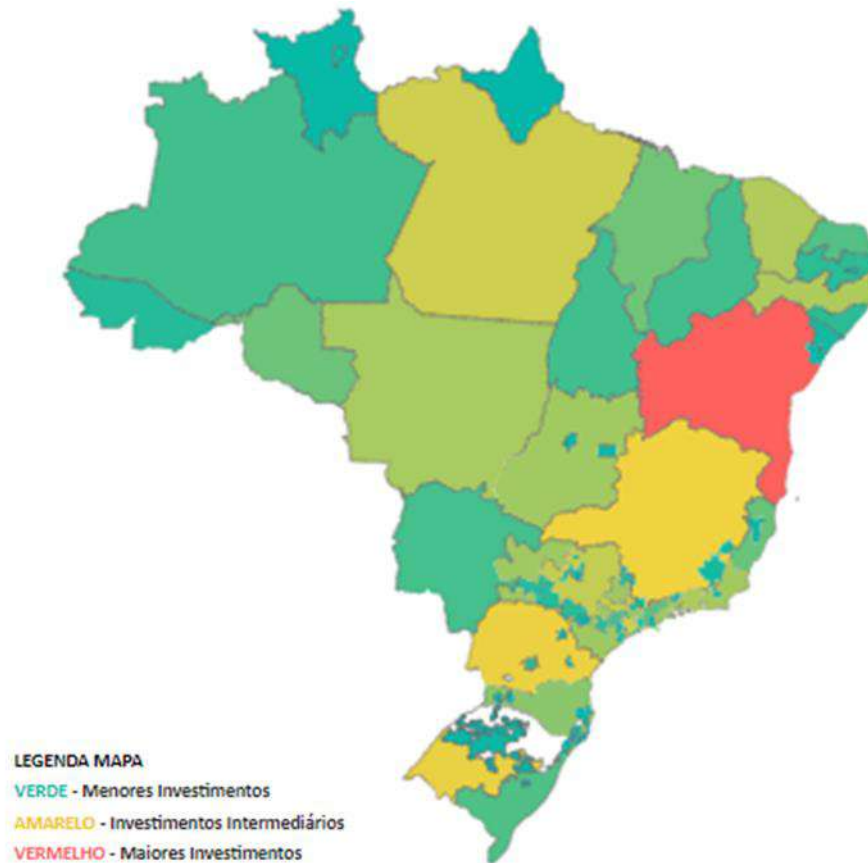 LEGENDA MAPA
VERDE - Menores Investimentos
AMARELO - Investimentos Intermediários
VERMELHO - Maiores Investimentos